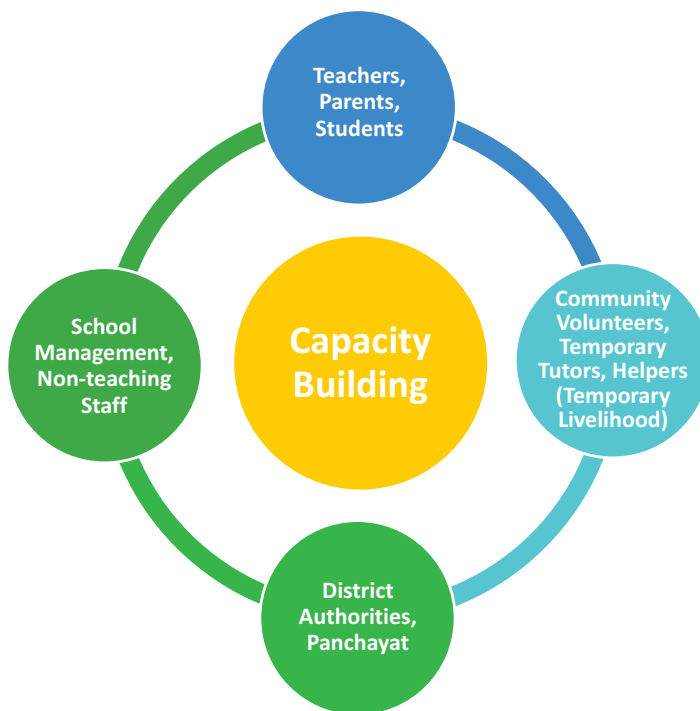 Teachers,
Parents,
Students
Community
Volunteers,
Temporary
Tutors, Helpers
(Temporary
Livelihood)
District
Authorities,
Panchayat
School
Management,
Non-teaching
Staff
Capacity
Building